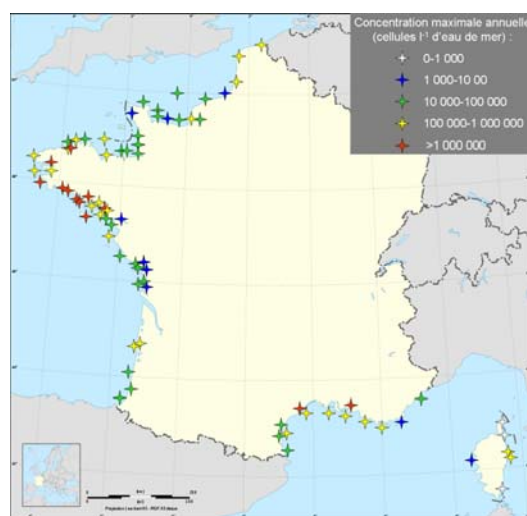 Concentration maximale annuelle
(cellules l⁻¹ d'eau de mer) :
0-1 000
1 000-10 00
10 000-100 000
100 000-1 000 000
>1 000 000